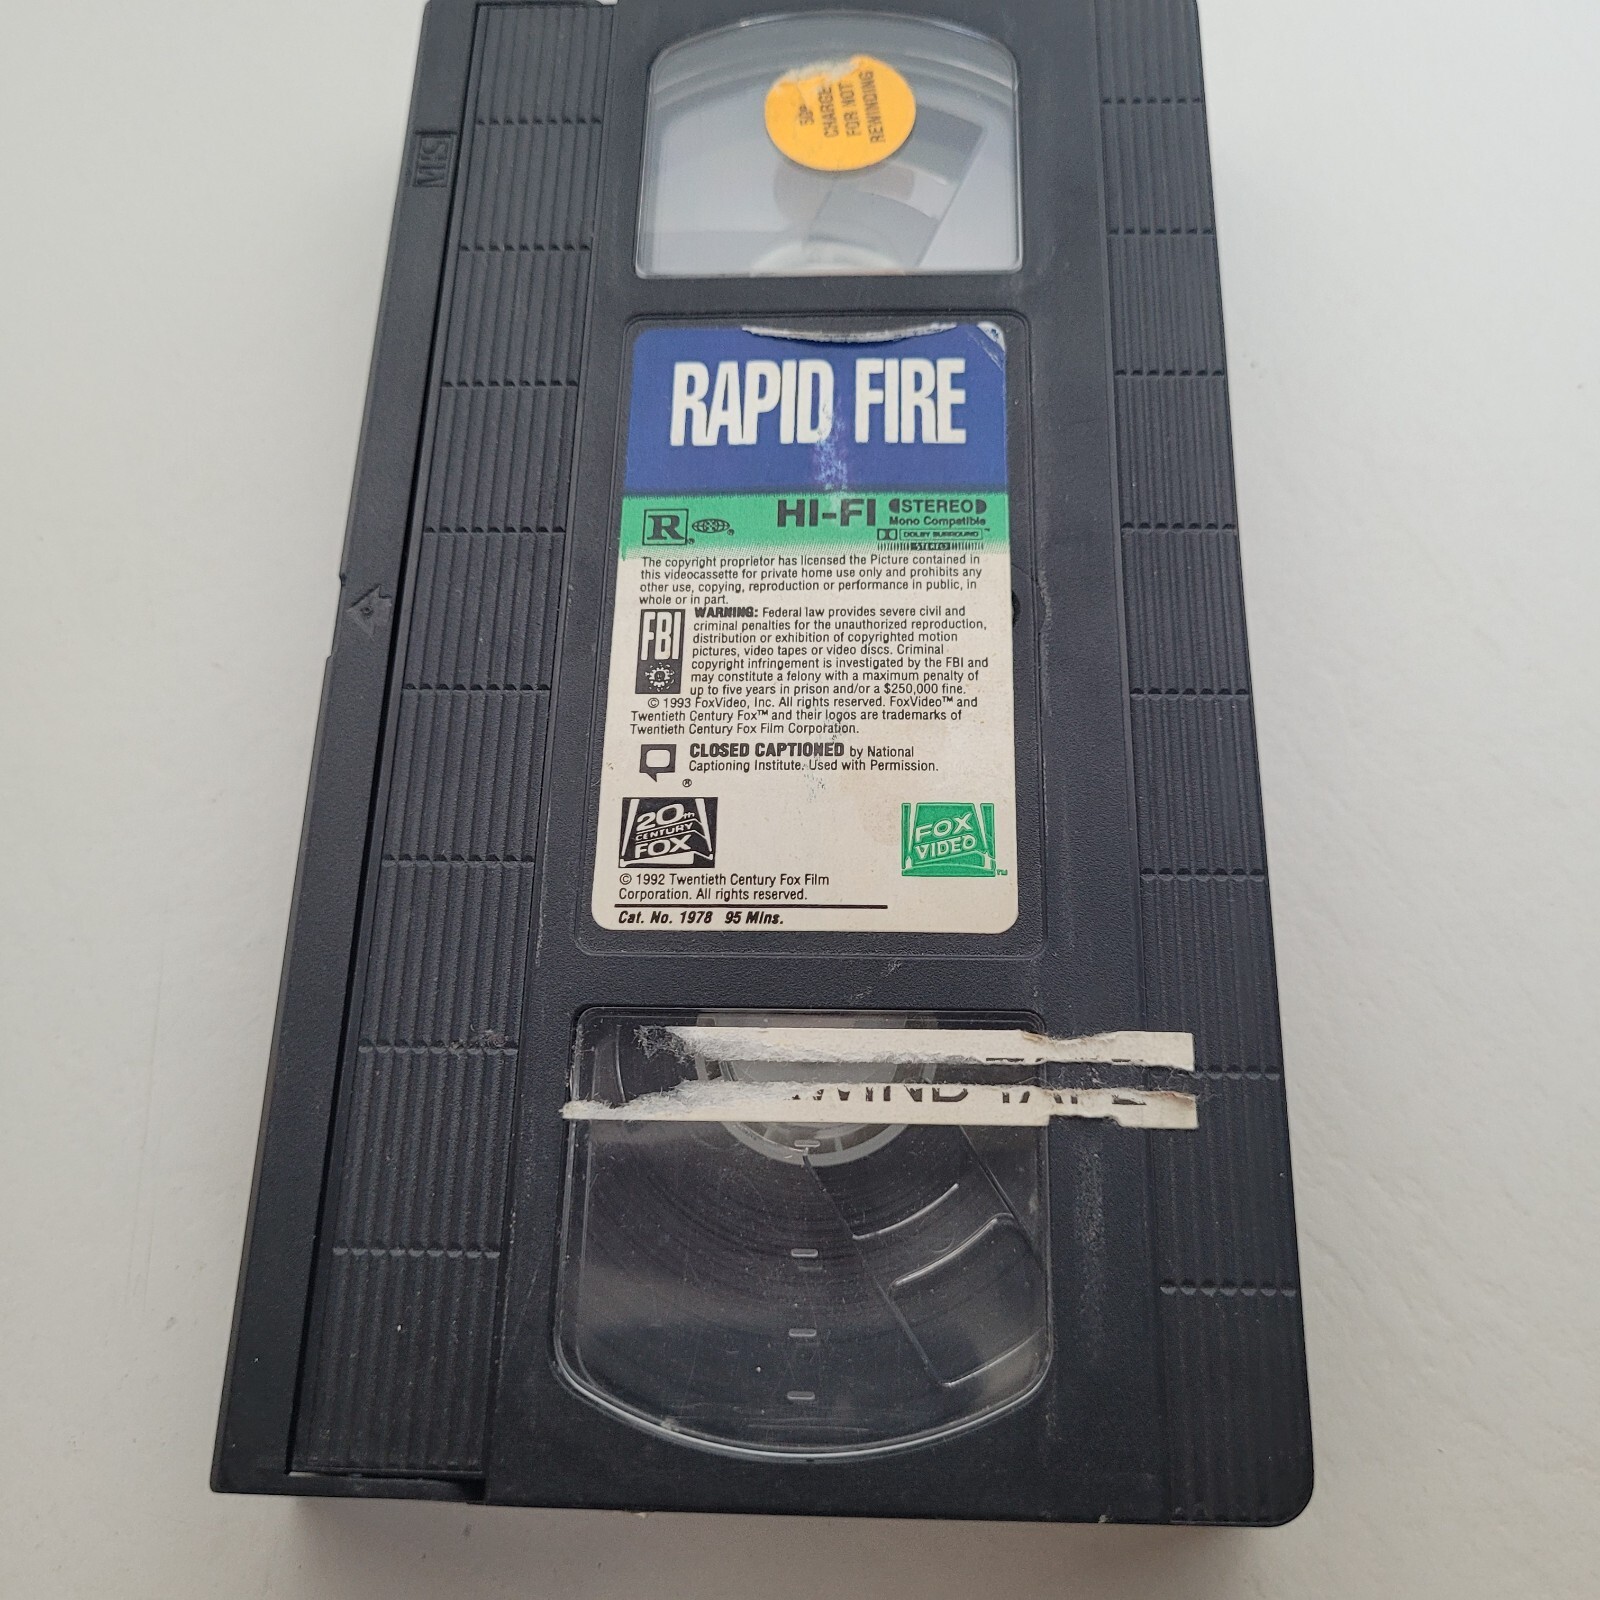 50¢
CHARGE
FOR NOT
REWINDING
RAPID FIRE
R
HI-FI STEREO
Mono Compatible
DOLBY SURROUND
STEREO
The copyright proprietor has licensed the Picture contained in
this videocassette for private home use only and prohibits any
other use, copying, reproduction or performance in public, in
whole or in part.
FBI
WARNING: Federal law provides severe civil and
criminal penalties for the unauthorized reproduction,
distribution or exhibition of copyrighted motion
pictures, video tapes or video discs. Criminal
copyright infringement is investigated by the FBI and
may constitute a felony with a maximum penalty of
up to five years in prison and/or a $250,000 fine.
© 1993 FoxVideo, Inc. All rights reserved. FoxVideo™ and
Twentieth Century Fox™ and their logos are trademarks of
Twentieth Century Fox Film Corporation.
CLOSED CAPTIONED by National
Captioning Institute. Used with Permission.
®
20th
CENTURY
FOX
FOX
VIDEO™
© 1992 Twentieth Century Fox Film
Corporation. All rights reserved.
Cat. No. 1978 95 Mins.
WIND TAPE